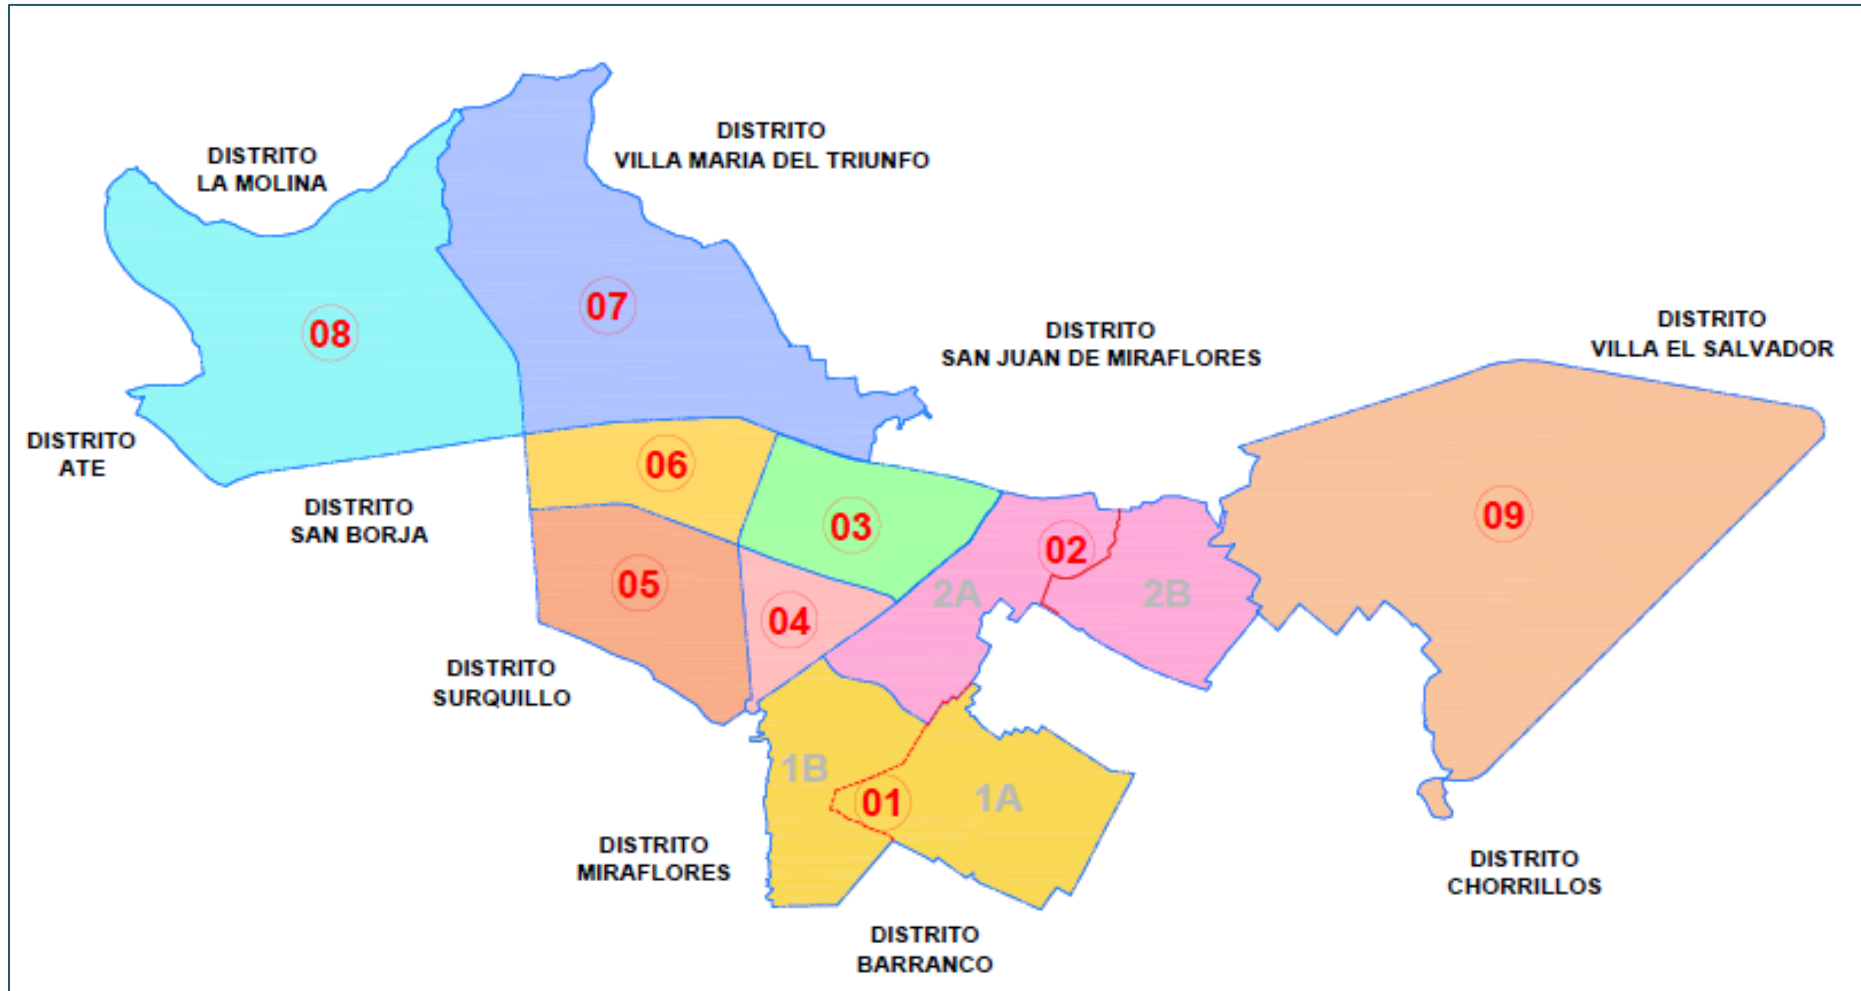 DISTRITO
VILLA MARIA DEL TRIUNFO
DISTRITO
LA MOLINA
07
08
DISTRITO
SAN JUAN DE MIRAFLORES
DISTRITO
VILLA EL SALVADOR
DISTRITO
ATE
06
03
09
DISTRITO
SAN BORJA
02
05
2A
2B
04
DISTRITO
SURQUILLO
1B
01
1A
DISTRITO
MIRAFLORES
DISTRITO
CHORRILLOS
DISTRITO
BARRANCO